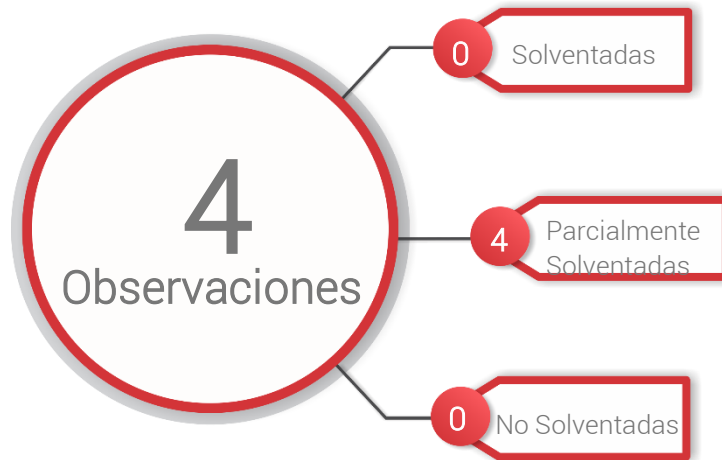 4
Observaciones
0
Solventadas
4
Parcialmente
Solventadas
0
No Solventadas